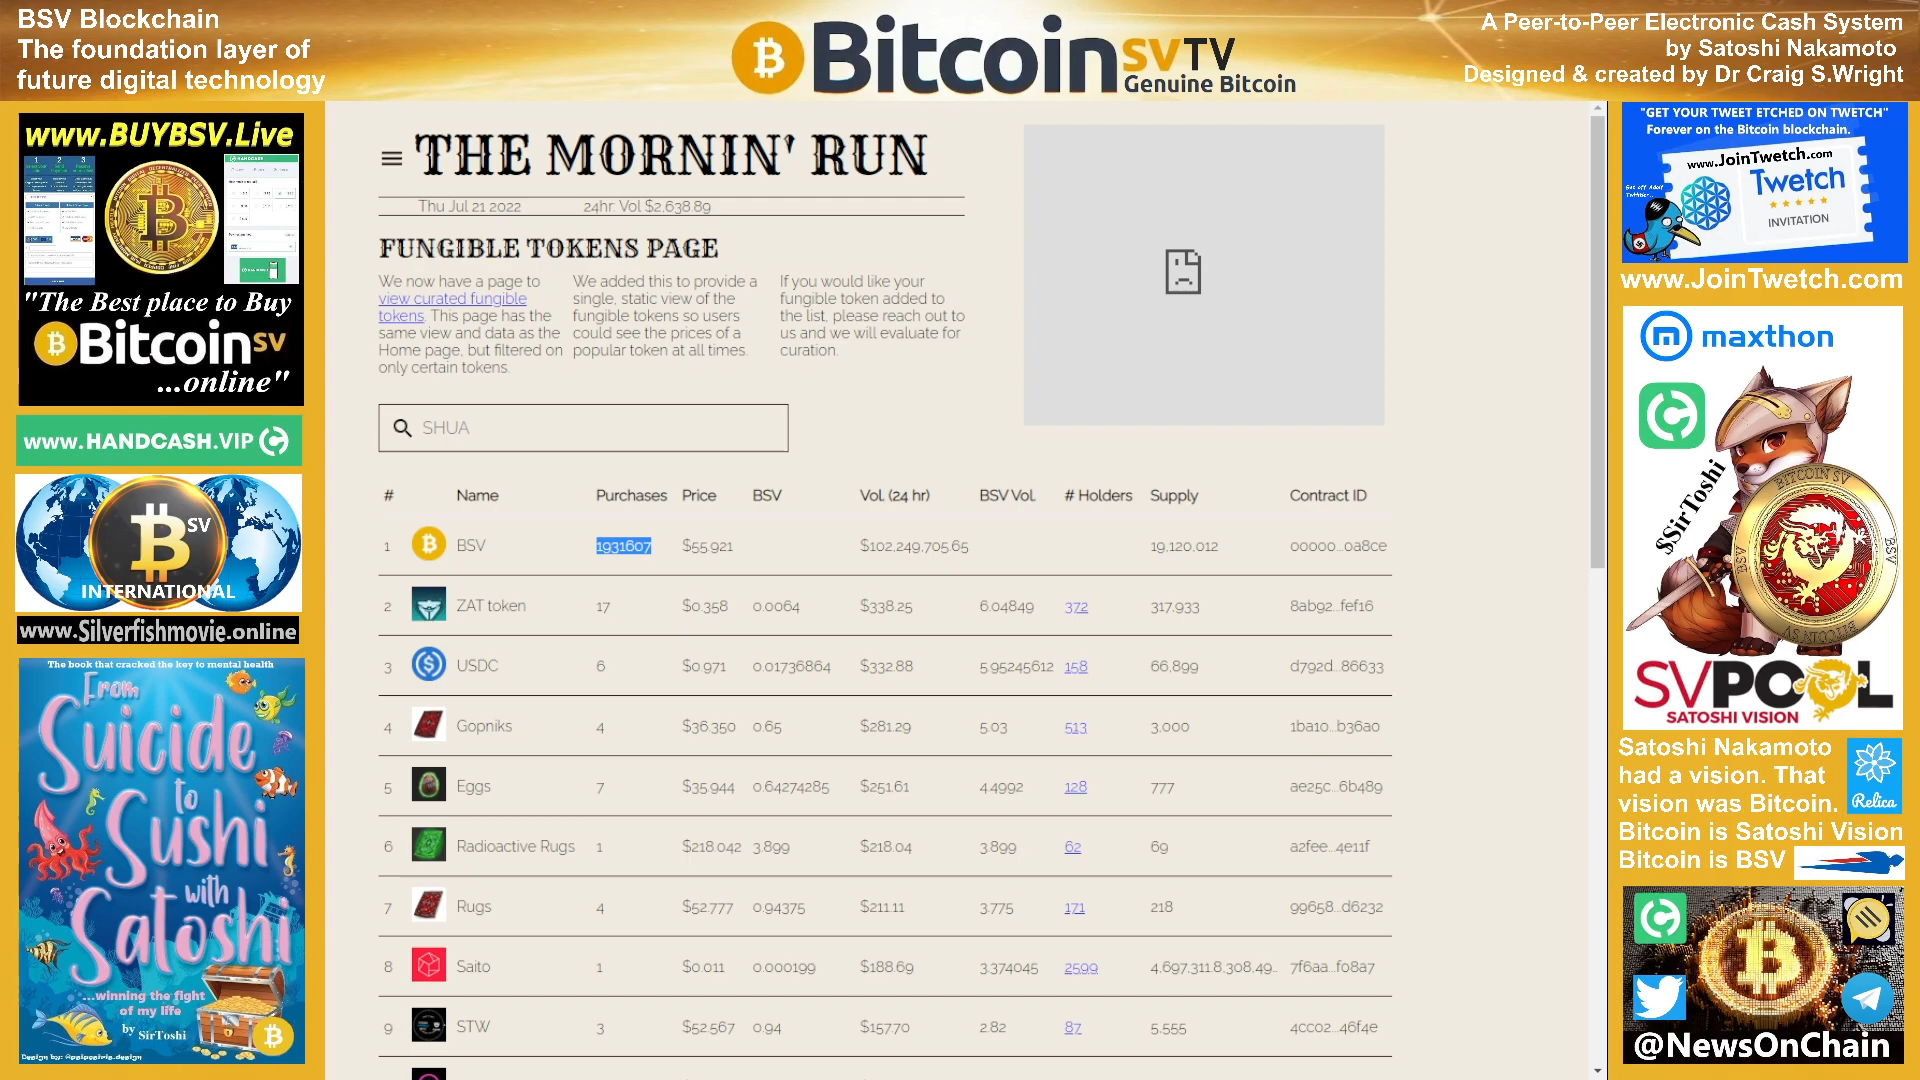 BSV Blockchain
The foundation layer of
future digital technology
Bitcoin SV TV
Genuine Bitcoin
A Peer-to-Peer Electronic Cash System
by Satoshi Nakamoto
Designed & created by Dr Craig S.Wright
www.BUYBSV.Live
"The Best place to Buy
Bitcoin SV
...online"
www.HANDCASH.VIP
SV
INTERNATIONAL
www.Silverfishmovie.online
The book that cracked the key to mental health
From
Suicide
to
Sushi
with
Satoshi
...winning the fight
of my life
by SirToshi
THE MORNIN' RUN
Thu Jul 21 2022 24hr: Vol $2,638.89
FUNGIBLE TOKENS PAGE
We now have a page to
view curated fungible
tokens. This page has the
same view and data as the
Home page, but filtered on
only certain tokens.
We added this to provide a
single, static view of the
fungible tokens so users
could see the prices of a
popular token at all times.
If you would like your
fungible token added to
the list, please reach out to
us and we will evaluate for
curation.
SHUA
# Name Purchases Price BSV Vol. (24 hr) BSV Vol. # Holders Supply Contract ID
1 BSV 1931607 $55.921 $102,249,705.65 19,120,012 00000...0a8ce
2 ZAT token 17 $0.358 0.0064 $338.25 6.04849 372 317,933 8ab92...fef16
3 USDC 6 $0.971 0.01736864 $332.88 5.95245612 158 66,899 d792d...86633
4 Gopniks 4 $36.350 0.65 $281.29 5.03 513 3,000 1ba10...b36a0
5 Eggs 7 $35.944 0.64274285 $251.61 4.4992 128 777 ae25c...6b489
6 Radioactive Rugs 1 $218.042 3.899 $218.04 3.899 62 69 a2fee...4e11f
7 Rugs 4 $52.777 0.94375 $211.11 3.775 171 218 99658...d6232
8 Saito 1 $0.011 0.000199 $188.69 3.374045 2599 4,697,311,8,308,49... 7f6aa...f08a7
9 STW 3 $52.567 0.94 $157.70 2.82 87 5,555 4cc02...46f4e
"GET YOUR TWEET ETCHED ON TWETCH"
Forever on the Bitcoin blockchain.
www.JoinTwetch.com
Twetch
INVITATION
www.JoinTwetch.com
maxthon
$SirToshi
BITCOIN SV
BSV
SVPOOL
SATOSHI VISION
Satoshi Nakamoto
had a vision. That
vision was Bitcoin.
Relica
Bitcoin is Satoshi Vision
Bitcoin is BSV
@NewsOnChain